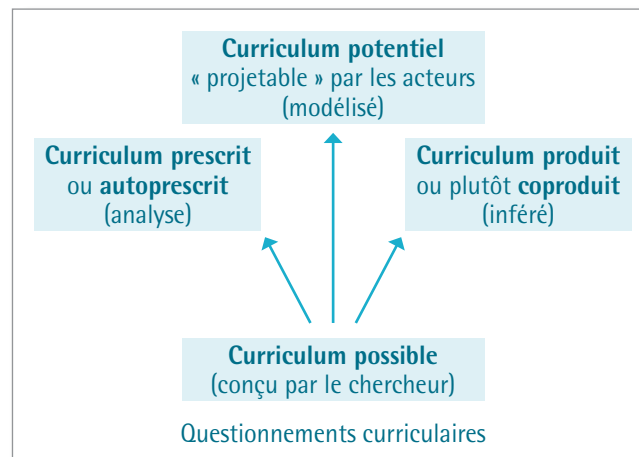 Curriculum potentiel
« projetable » par les acteurs
(modélisé)
Curriculum prescrit
ou autoprescrit
(analyse)
Curriculum produit
ou plutôt coproduit
(inféré)
Curriculum possible
(conçu par le chercheur)
Questionnements curriculaires